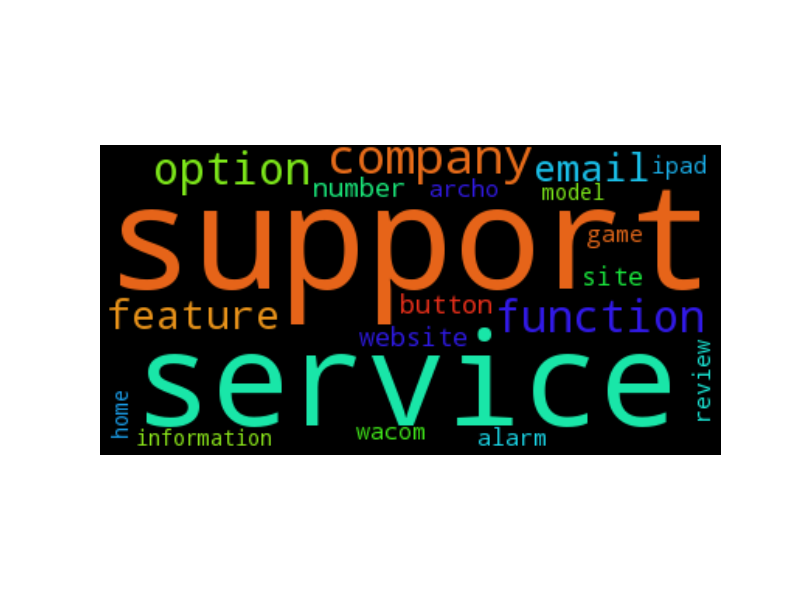 company
option
email
ipad
number
archo
model
support
game
site
feature
button
function
website
service
review
home
information
wacom
alarm